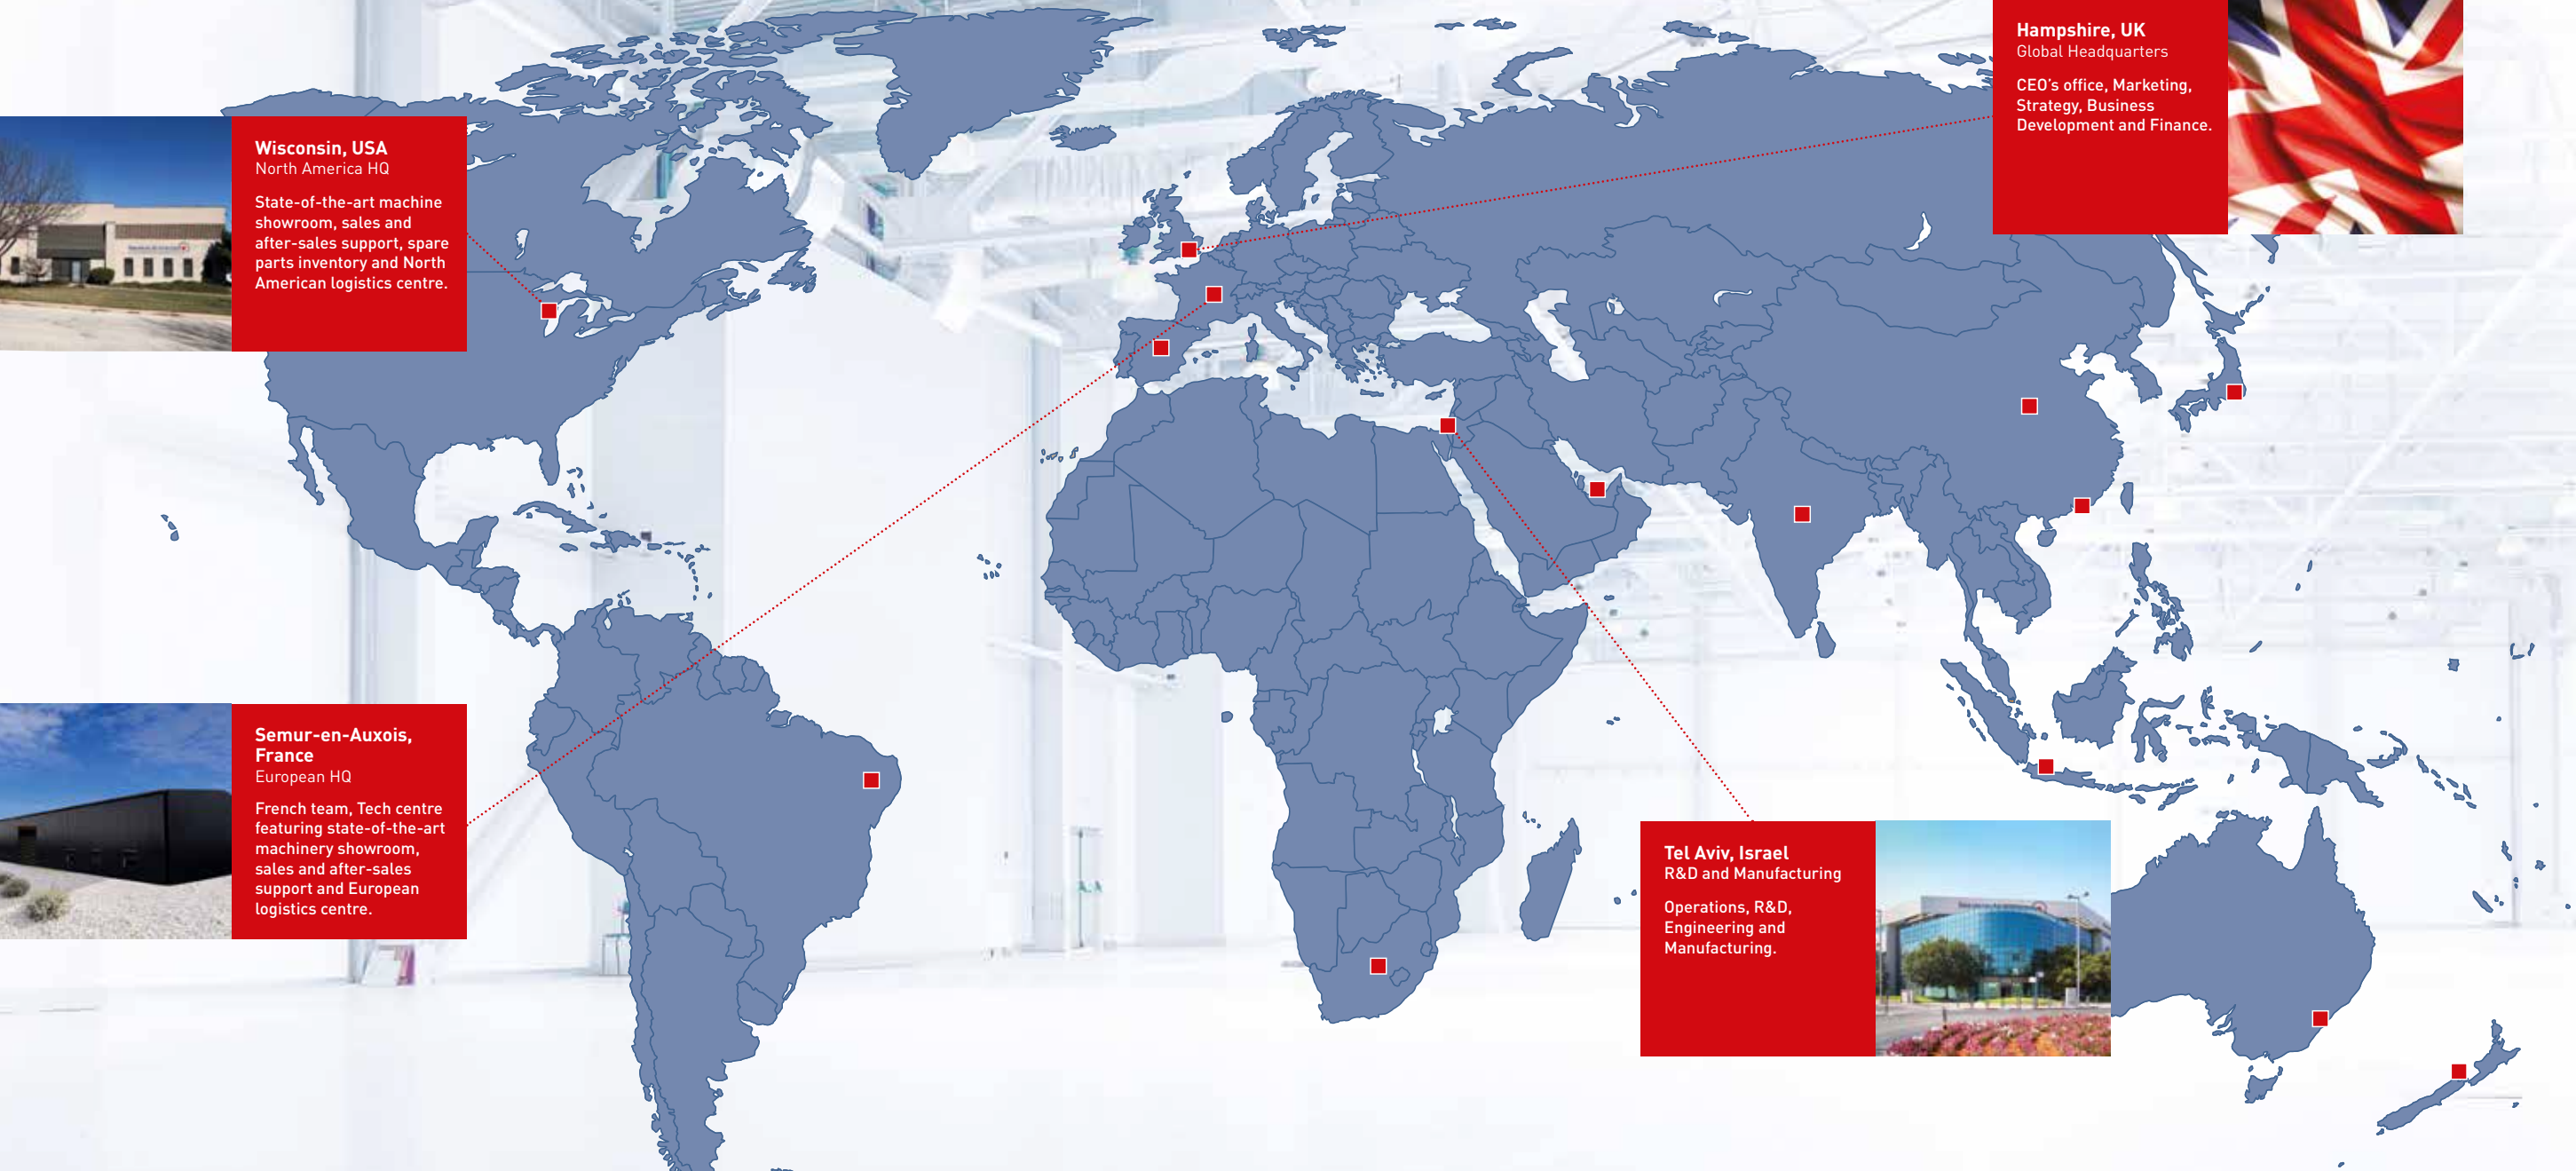 Hampshire, UK
Global Headquarters
CEO's office, Marketing,
Strategy, Business
Development and Finance.
Wisconsin, USA
North America HQ
State-of-the-art machine
showroom, sales and
after-sales support, spare
parts inventory and North
American logistics centre.
Semur-en-Auxois,
France
European HQ
French team, Tech centre
featuring state-of-the-art
machinery showroom,
sales and after-sales
support and European
logistics centre.
Tel Aviv, Israel
R&D and Manufacturing
Operations, R&D,
Engineering and
Manufacturing.